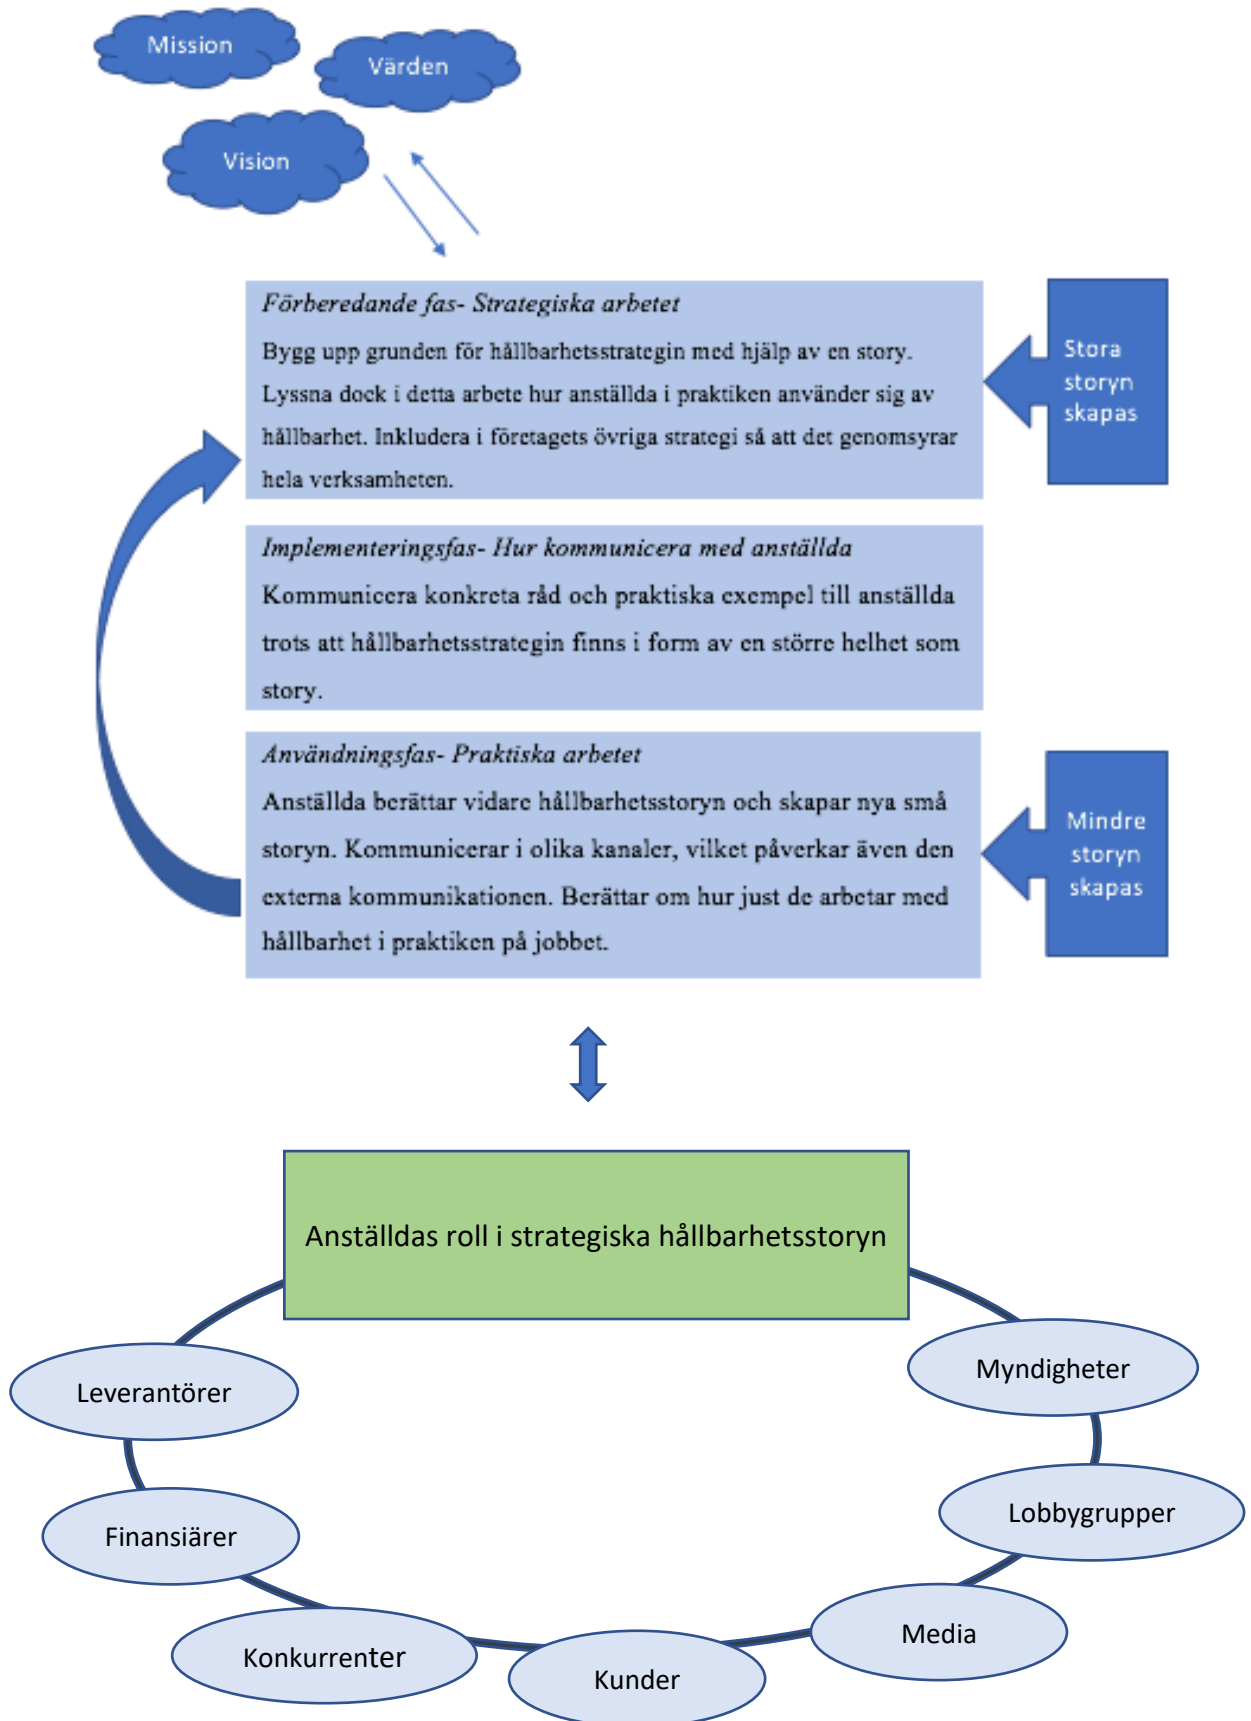 Mission
Värden
Vision
Förberedande fas- Strategiska arbetet
Bygg upp grunden för hållbarhetsstrategin med hjälp av en story.
Lyssna dock i detta arbete hur anställda i praktiken använder sig av
hållbarhet. Inkludera i företagets övriga strategi så att det genomsyrar
hela verksamheten.
Stora
storyn
skapas
Implementeringsfas- Hur kommunicera med anställda
Kommunicera konkreta råd och praktiska exempel till anställda
trots att hållbarhetsstrategin finns i form av en större helhet som
story.
Användningsfas- Praktiska arbetet
Anställda berättar vidare hållbarhetsstoryn och skapar nya små
storyn. Kommunicerar i olika kanaler, vilket påverkar även den
externa kommunikationen. Berättar om hur just de arbetar med
hållbarhet i praktiken på jobbet.
Mindre
storyn
skapas
Anställdas roll i strategiska hållbarhetsstoryn
Leverantörer
Myndigheter
Finansiärer
Lobbygrupper
Konkurrenter
Kunder
Media